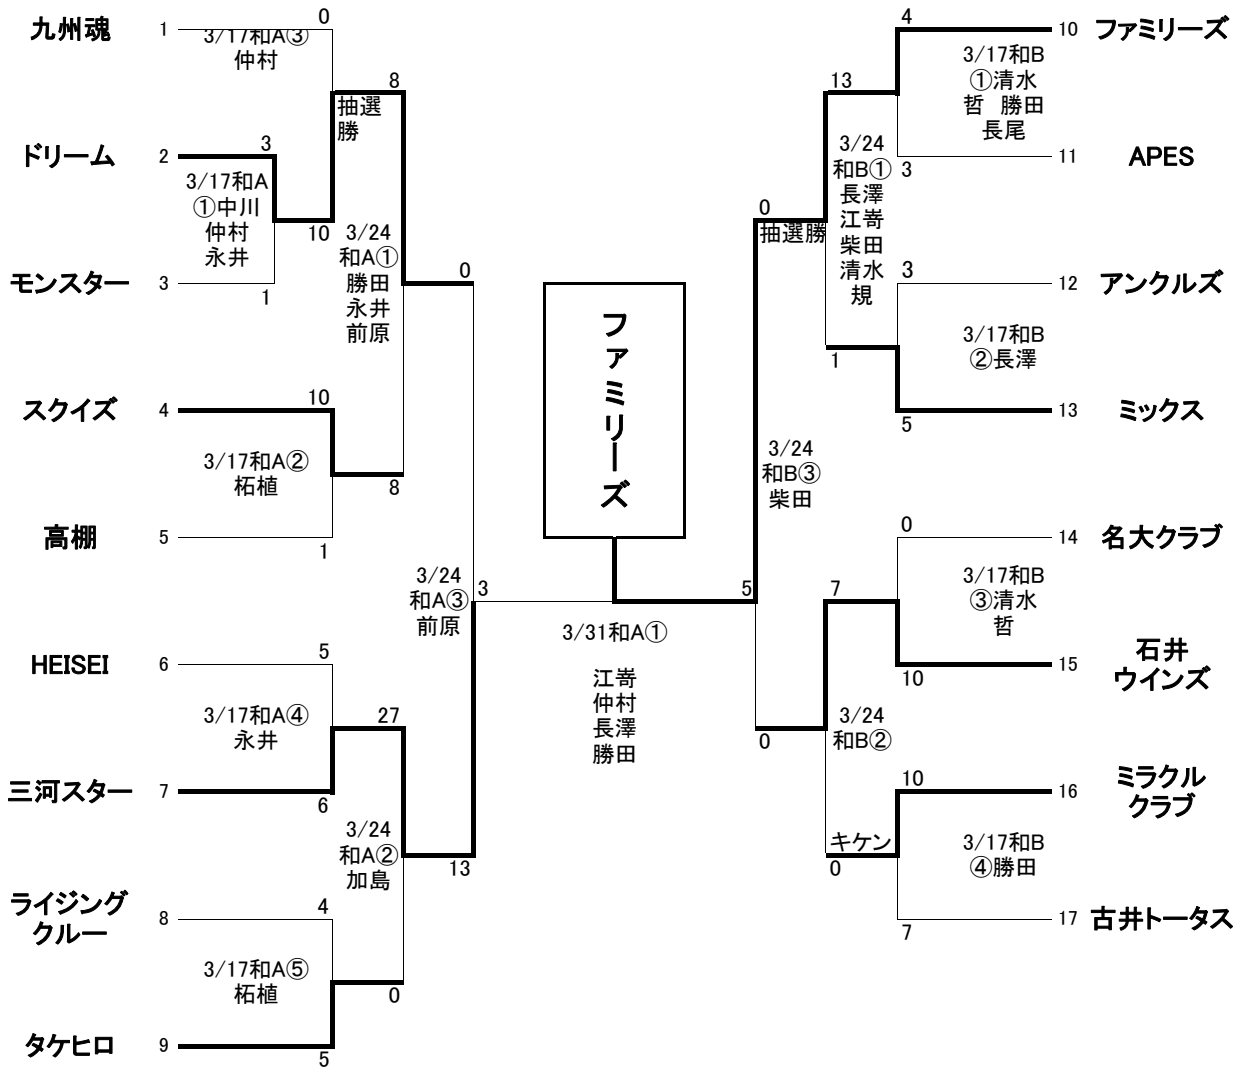 九州魂
1
0
3/17和A③
仲村
8
抽選
勝
ドリーム
2
3
3/17和A
①中川
仲村
永井
10
モンスター
3
1
3/24
和A①
勝田
永井
前原
0
スクイズ
4
10
3/17和A②
柘植
8
高棚
5
1
3/24
和A③
前原
3
HEISEI
6
5
3/17和A④
永井
27
三河スター
7
6
3/24
和A②
加島
13
ライジング
クルー
8
4
3/17和A⑤
柘植
0
タケヒロ
9
5
ファミリーズ
3/31和A①
江嵜
仲村
長澤
勝田
4
10
ファミリーズ
13
3/17和B
①清水
哲 勝田
長尾
3
11
APES
3/24
和B①
長澤
江嵜
柴田
清水
規
0
抽選勝
3
12
アンクルズ
3/17和B
②長澤
1
5
13
ミックス
3/24
和B③
柴田
5
0
14
名大クラブ
7
3/17和B
③清水
哲
10
15
石井
ウインズ
0
3/24
和B②
10
16
ミラクル
クラブ
キケン
0
3/17和B
④勝田
7
17
古井トータス